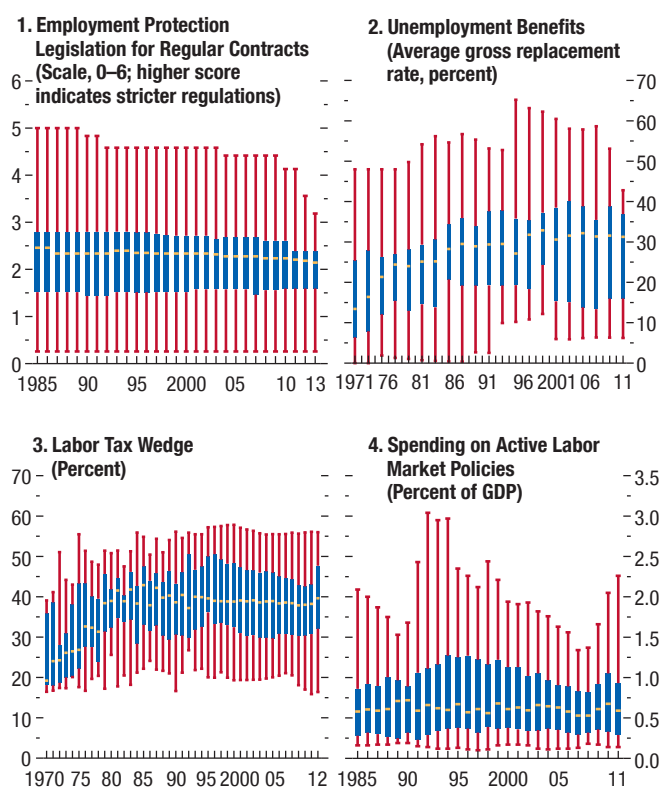 1. Employment Protection
Legislation for Regular Contracts
(Scale, 0–6; higher score
indicates stricter regulations)
6
5
4
3
2
1
0
1985 90 95 2000 05 10 13
2. Unemployment Benefits
(Average gross replacement
rate, percent)
70
60
50
40
30
20
10
0
1971 76 81 86 91 96 2001 06 11
3. Labor Tax Wedge
(Percent)
70
60
50
40
30
20
10
0
1970 75 80 85 90 95 2000 05 12
4. Spending on Active Labor
Market Policies
(Percent of GDP)
3.5
3.0
2.5
2.0
1.5
1.0
0.5
0.0
1985 90 95 2000 05 11